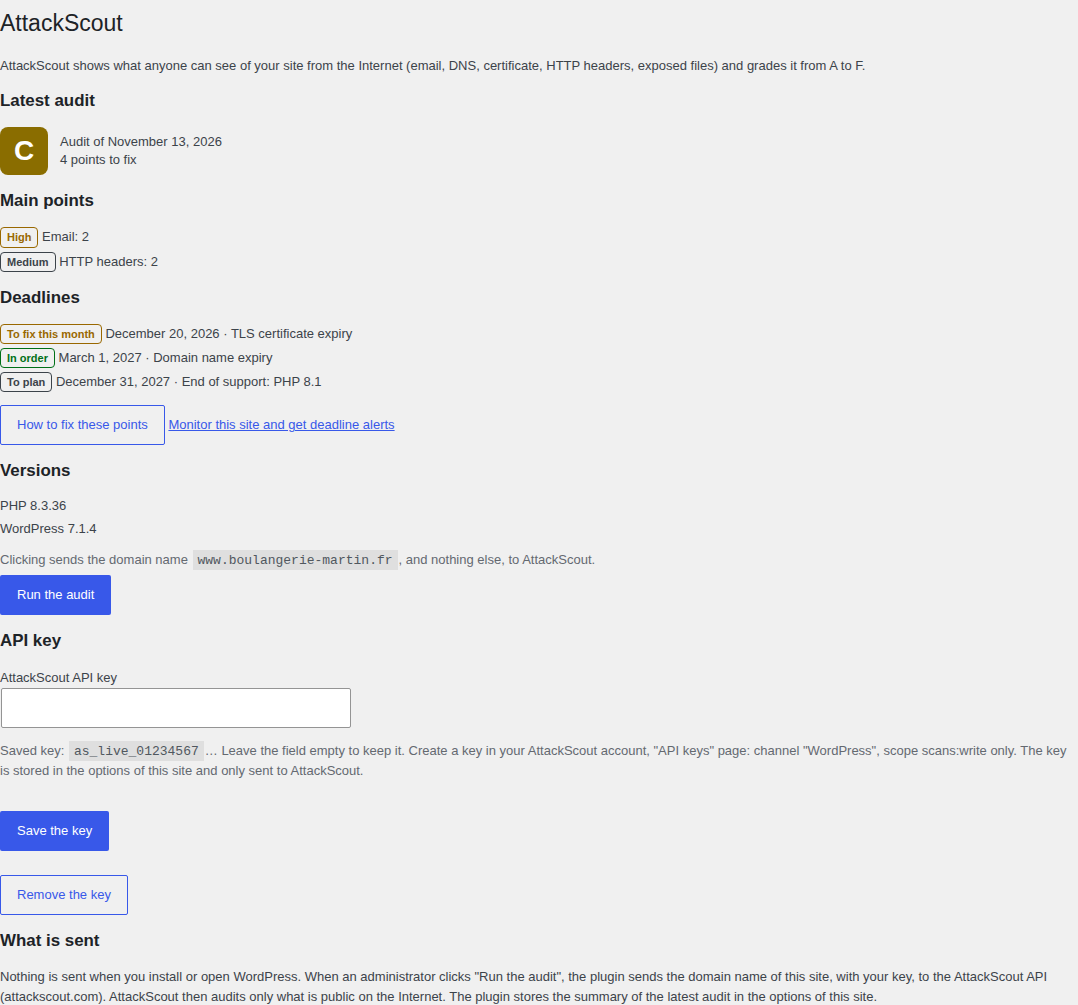 AttackScout
AttackScout shows what anyone can see of your site from the Internet (email, DNS, certificate, HTTP headers, exposed files) and grades it from A to F.
Latest audit
C
Audit of November 13, 2026
4 points to fix
Main points
High Email: 2
Medium HTTP headers: 2
Deadlines
To fix this month December 20, 2026 · TLS certificate expiry
In order March 1, 2027 · Domain name expiry
To plan December 31, 2027 · End of support: PHP 8.1
How to fix these points Monitor this site and get deadline alerts
Versions
PHP 8.3.36
WordPress 7.1.4
Clicking sends the domain name www.boulangerie-martin.fr, and nothing else, to AttackScout.
Run the audit
API key
AttackScout API key
Saved key: as_live_01234567… Leave the field empty to keep it. Create a key in your AttackScout account, "API keys" page: channel "WordPress", scope scans:write only. The key
is stored in the options of this site and only sent to AttackScout.
Save the key
Remove the key
What is sent
Nothing is sent when you install or open WordPress. When an administrator clicks "Run the audit", the plugin sends the domain name of this site, with your key, to the AttackScout API
(attackscout.com). AttackScout then audits only what is public on the Internet. The plugin stores the summary of the latest audit in the options of this site.